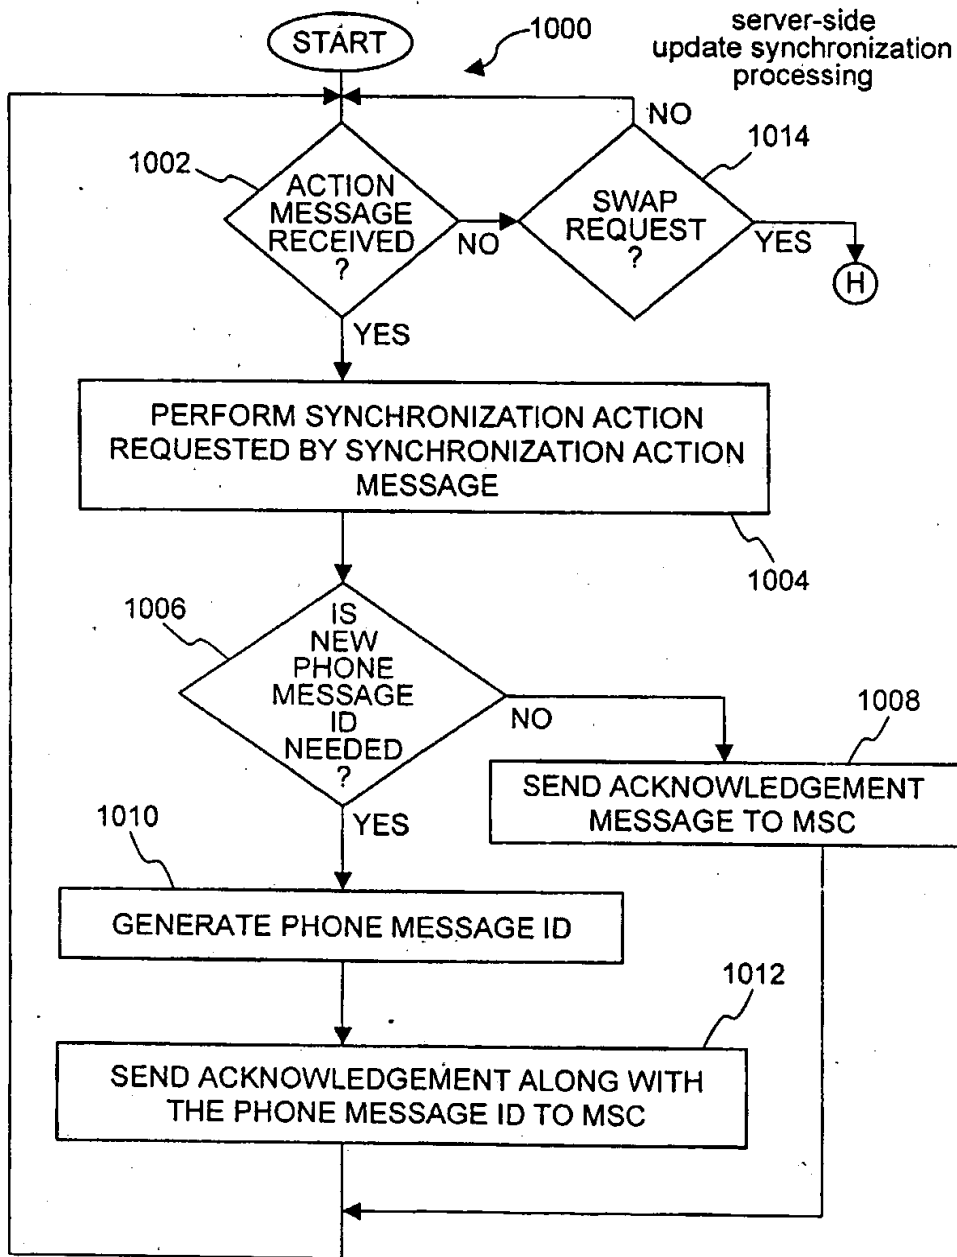 START
1000
server-side
update synchronization
processing
NO
1002
1014
ACTION
MESSAGE
RECEIVED
?
NO
SWAP
REQUEST
?
YES
H
YES
PERFORM SYNCHRONIZATION ACTION
REQUESTED BY SYNCHRONIZATION ACTION
MESSAGE
1004
1006
IS
NEW
PHONE
MESSAGE
ID
NEEDED
?
NO
1008
SEND ACKNOWLEDGEMENT
MESSAGE TO MSC
YES
1010
GENERATE PHONE MESSAGE ID
1012
SEND ACKNOWLEDGEMENT ALONG WITH
THE PHONE MESSAGE ID TO MSC